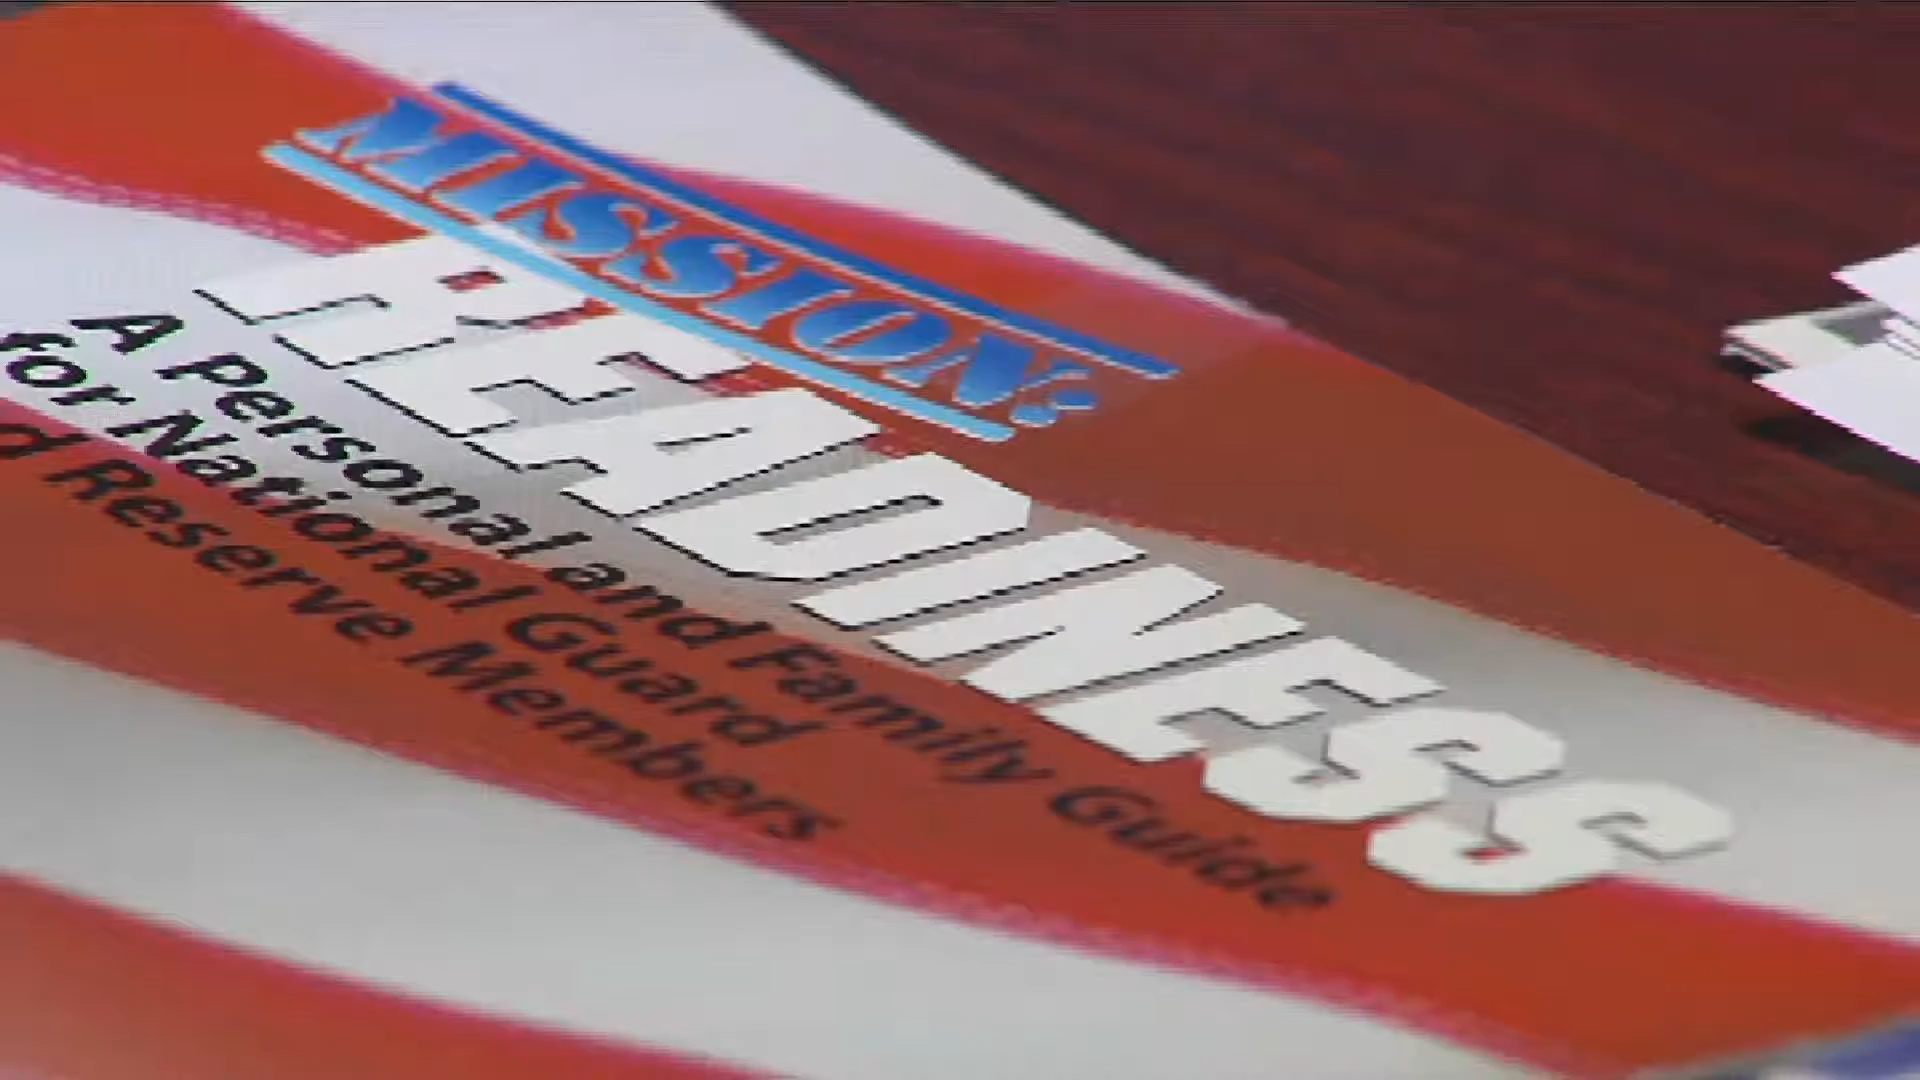 MISSION:
READINESS
A Personal and Family Guide
for National Guard
d Reserve Members